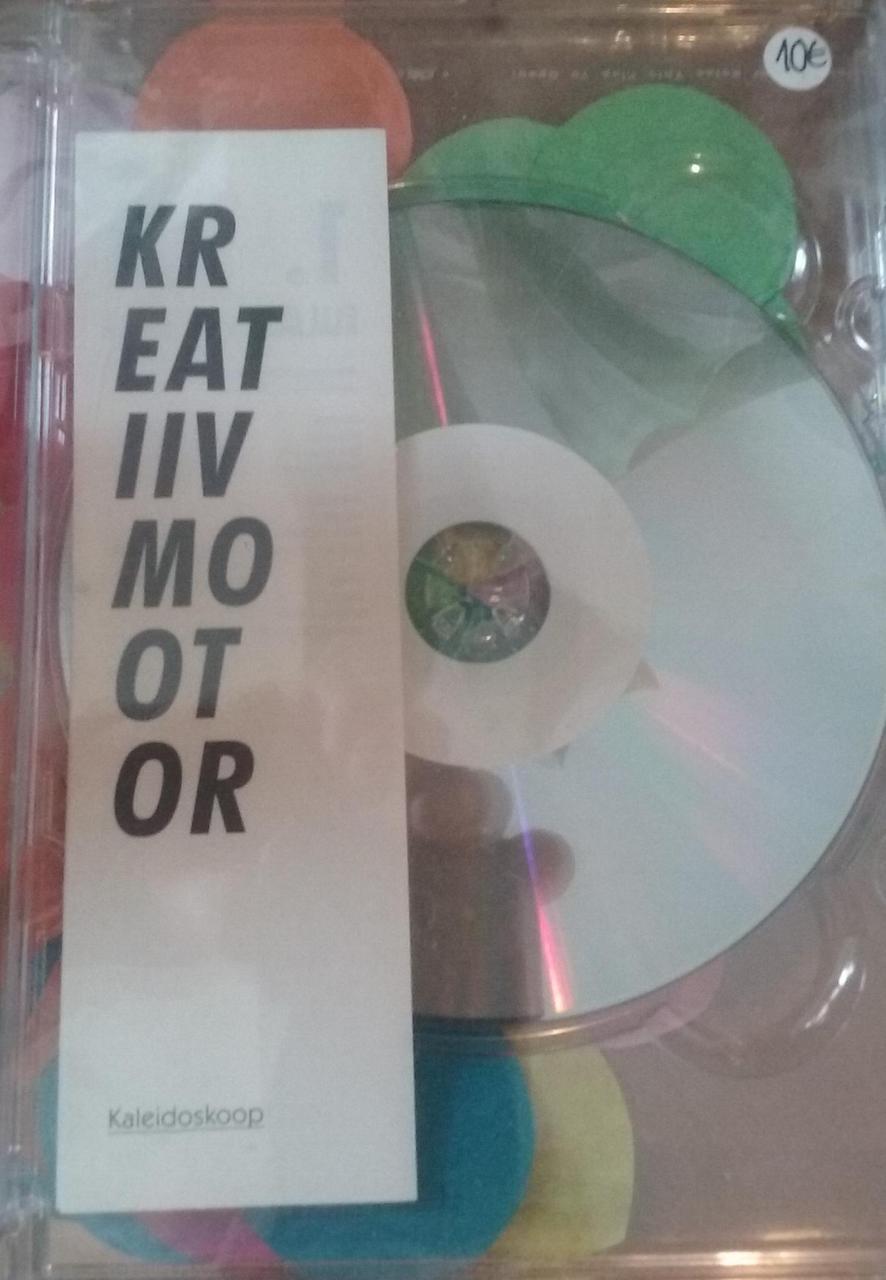 10€
KR
EAT
IIV
MO
OT
OR
Kaleidoskoop